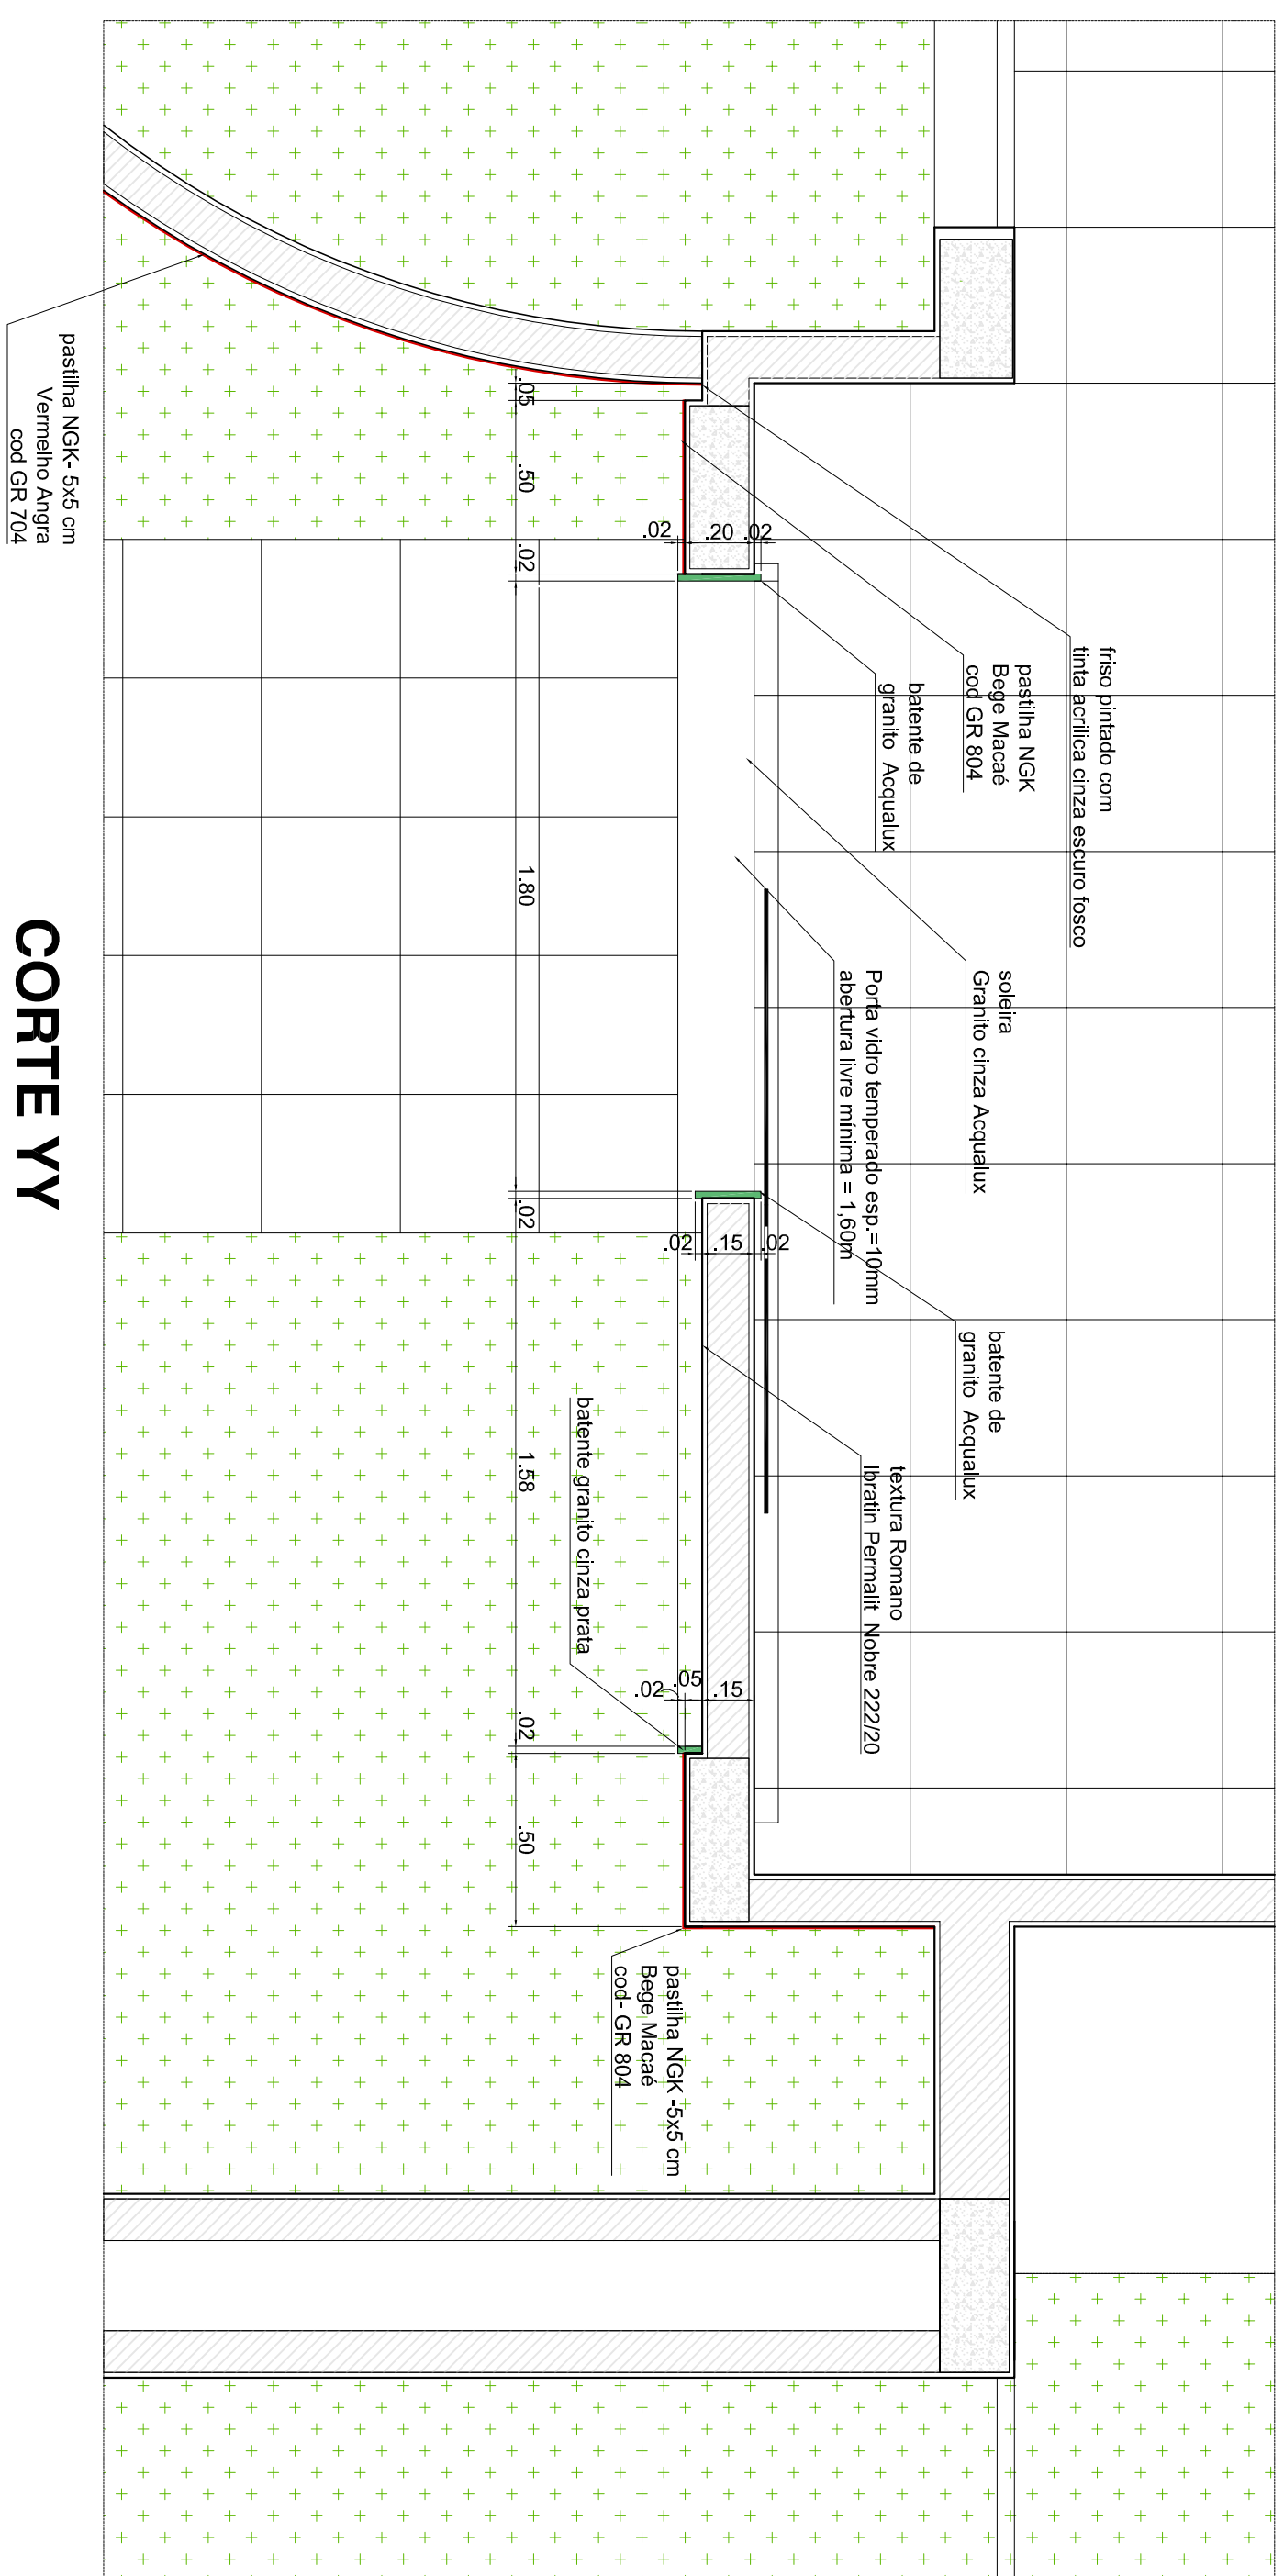 friso pintado com
tinta acrilica cinza escuro fosco
pastilha NGK
Bege Macaé
cod GR 804
batente de
granito Acqualux
soleira
Granito cinza Acqualux
Porta vidro temperado esp.=10mm
abertura livre mínima = 1,60m
batente de
granito Acqualux
textura Romano
Ibratin Permalit Nobre 222/20
.02 .20 .02
.02 .15 .02
.02 .05 .15
batente granito cinza prata
pastilha NGK -5x5 cm
Bege Macaé
cod- GR 804
.05 .50 .02 1.80 .02 1.58 .02 .50
pastilha NGK- 5x5 cm
Vermelho Angra
cod GR 704
CORTE YY